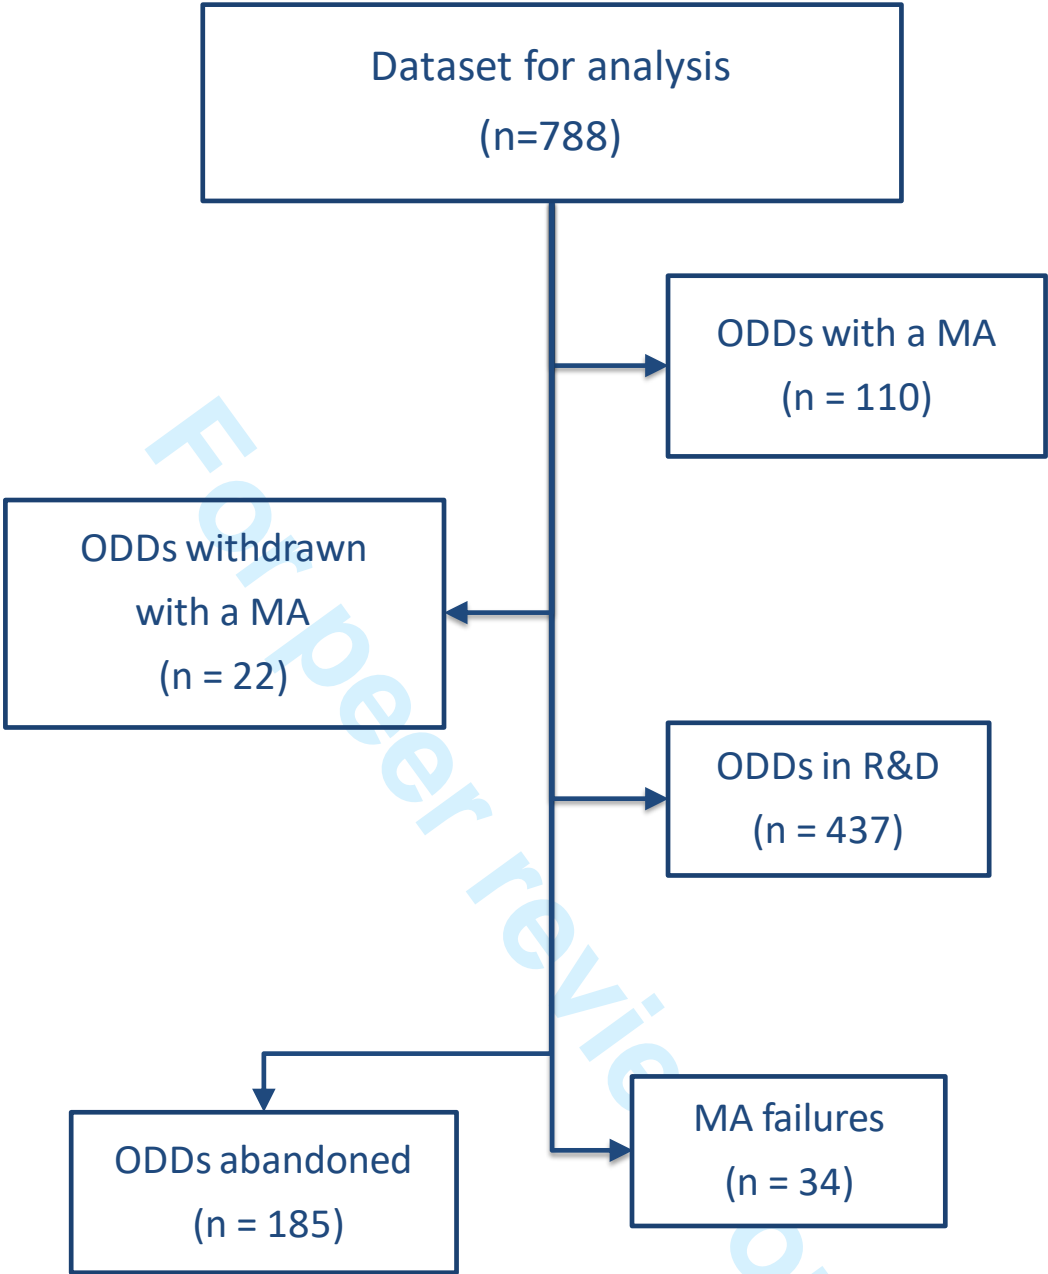 Dataset for analysis
(n=788)
ODDs with a MA
(n = 110)
ODDs withdrawn
with a MA
(n = 22)
ODDs in R&D
(n = 437)
MA failures
(n = 34)
ODDs abandoned
(n = 185)
For peer review